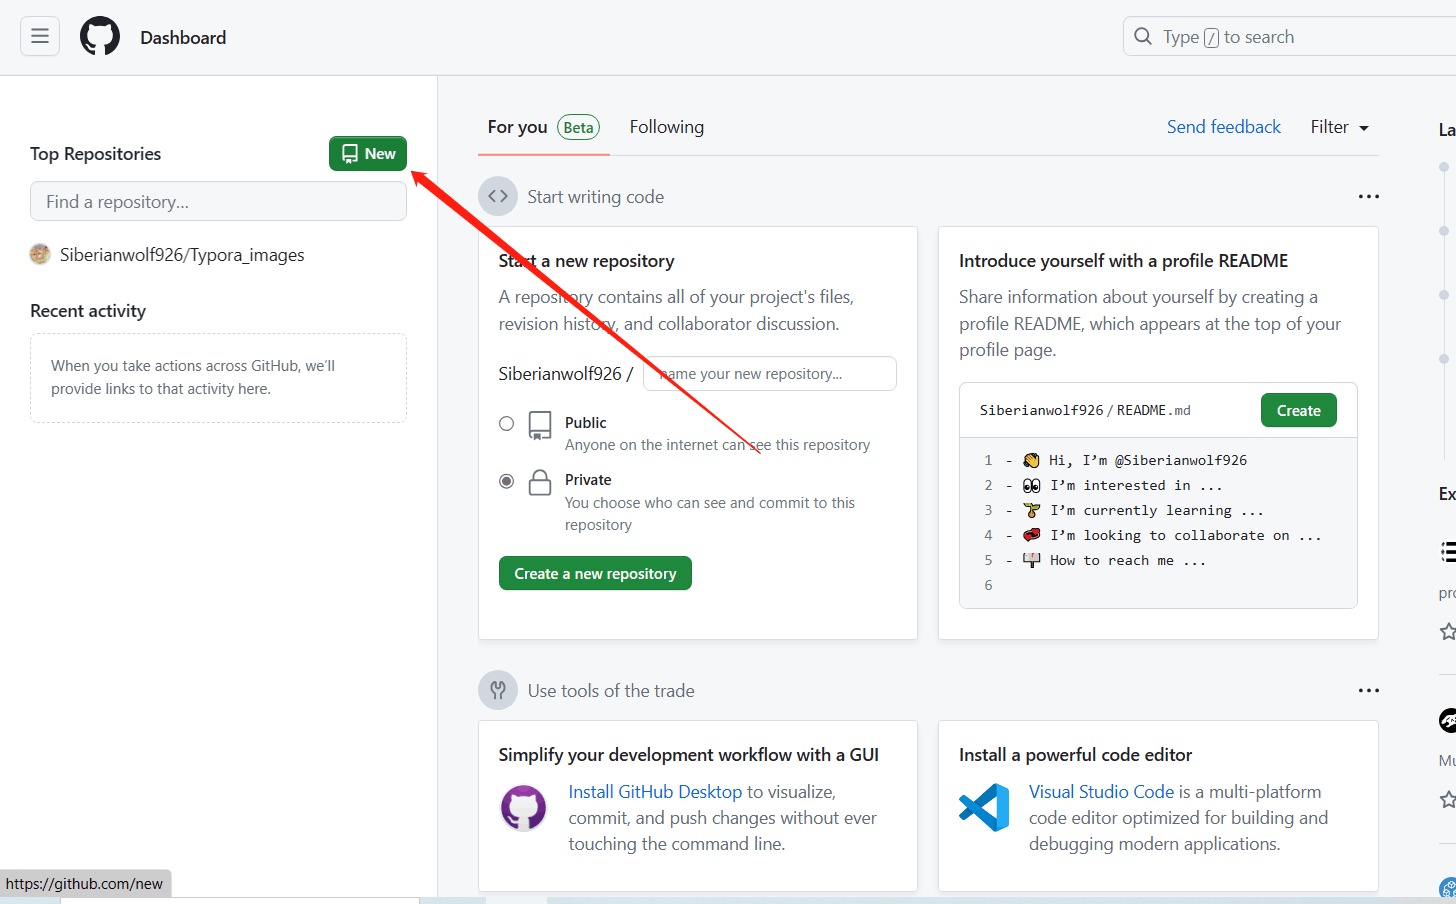 Dashboard
Type / to search
Top Repositories
New
Find a repository...
Siberianwolf926/Typora_images
Recent activity
When you take actions across GitHub, we'll
provide links to that activity here.
For you Beta Following
Send feedback Filter
Start writing code
Start a new repository
A repository contains all of your project's files,
revision history, and collaborator discussion.
Siberianwolf926 / name your new repository...
Public
Anyone on the internet can see this repository
Private
You choose who can see and commit to this
repository
Create a new repository
Introduce yourself with a profile README
Share information about yourself by creating a
profile README, which appears at the top of your
profile page.
Siberianwolf926/README.md
Create
1 - 👋 Hi, I'm @Siberianwolf926
2 - 👀 I'm interested in ...
3 - 🌱 I'm currently learning ...
4 - 💞️ I'm looking to collaborate on ...
5 - 📫 How to reach me ...
6
Use tools of the trade
Simplify your development workflow with a GUI
Install GitHub Desktop to visualize,
commit, and push changes without ever
touching the command line.
Install a powerful code editor
Visual Studio Code is a multi-platform
code editor optimized for building and
debugging modern applications.
La
Ex
pro
Mu
https://github.com/new